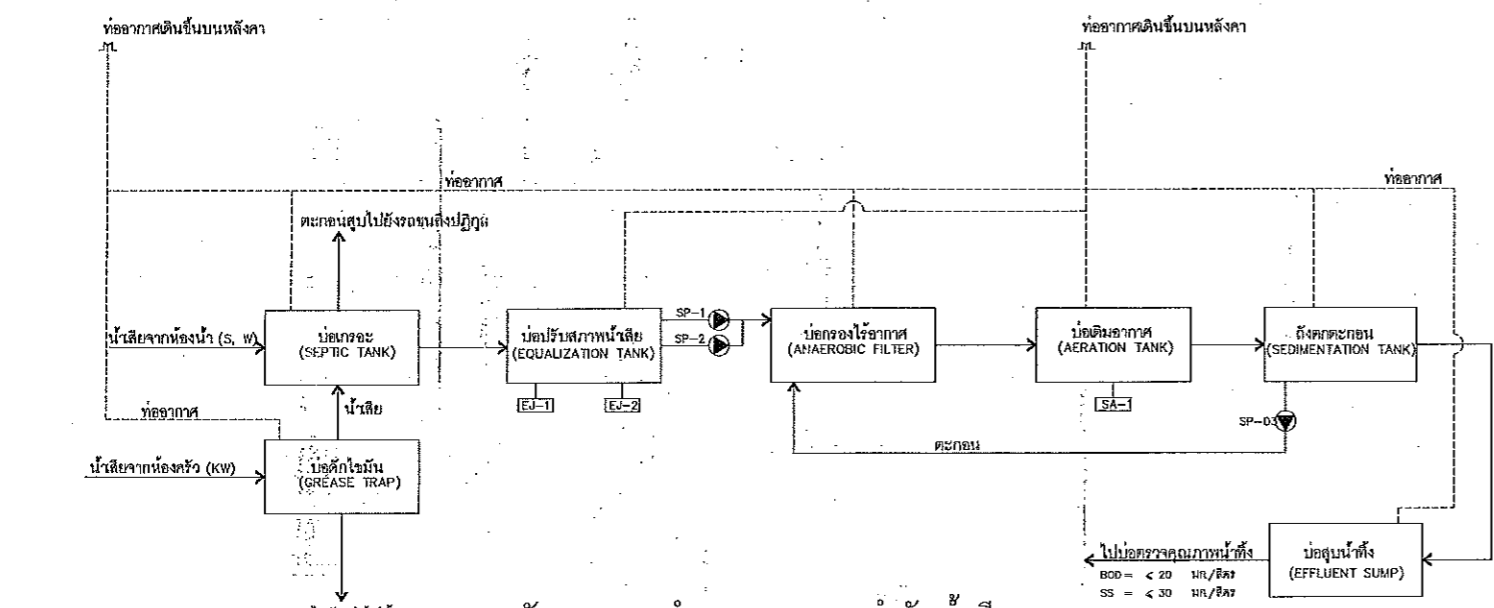 ท่ออากาศเดินขึ้นบนหลังคา
ท่ออากาศเดินขึ้นบนหลังคา
ท่ออากาศ
ท่ออากาศ
ตะกอนสูบไปยังรถขนสิ่งปฏิกูล
น้ำเสียจากห้องน้ำ (S, W)
บ่อเกรอะ
(SEPTIC TANK)
บ่อปรับสภาพน้ำเสีย
(EQUALIZATION TANK)
SP-1
SP-2
บ่อกรองไร้อากาศ
(ANAEROBIC FILTER)
บ่อเติมอากาศ
(AERATION TANK)
ถังตกตะกอน
(SEDIMENTATION TANK)
EJ-1
EJ-2
SA-1
SP-03
ท่ออากาศ
น้ำเสีย
ตะกอน
น้ำเสียจากห้องครัว (KW)
บ่อดักไขมัน
(GREASE TRAP)
ไปบ่อตรวจคุณภาพน้ำทิ้ง
BOD = < 20 มก./ลิตร
SS = < 30 มก./ลิตร
บ่อสูบน้ำทิ้ง
(EFFLUENT SUMP)